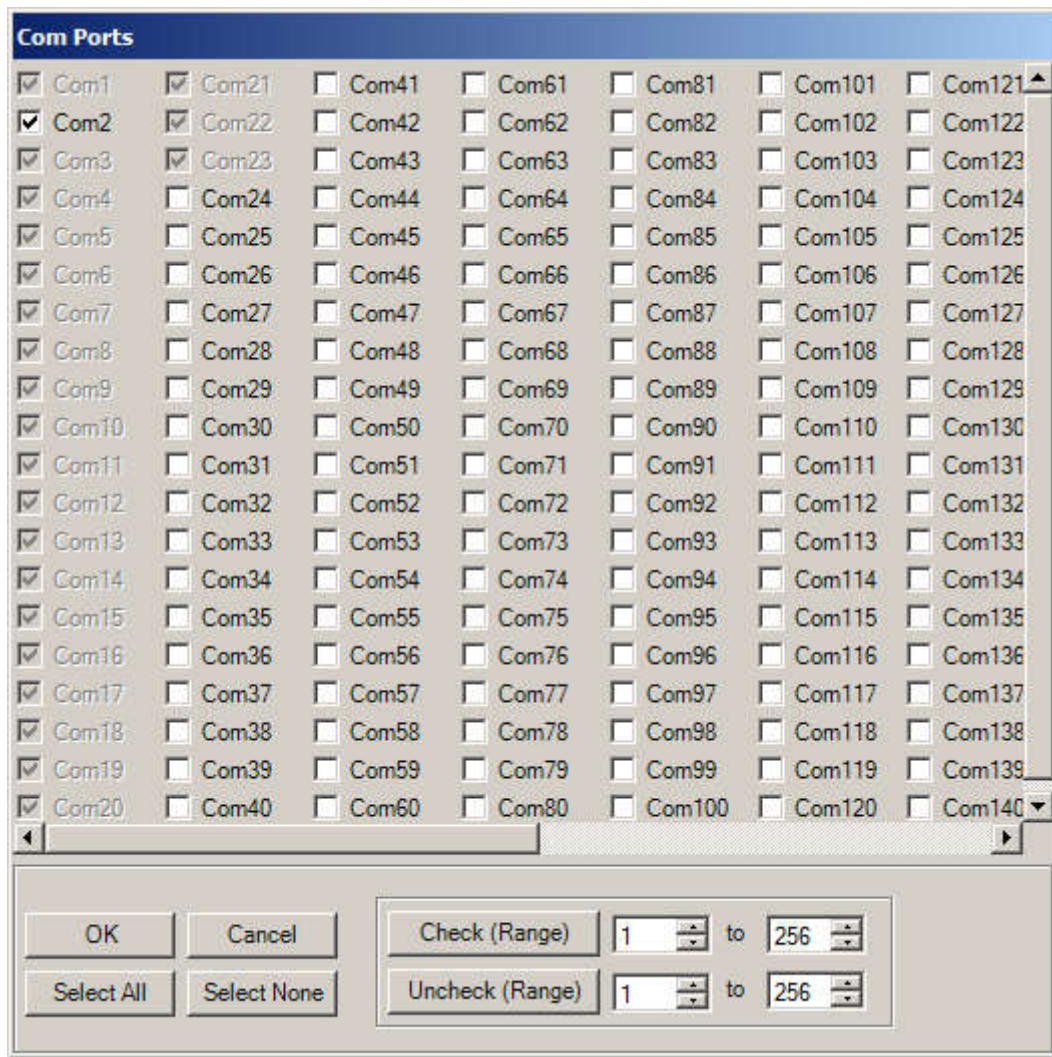 Com Ports
Com1 Com21 Com41 Com61 Com81 Com101 Com121
Com2 Com22 Com42 Com62 Com82 Com102 Com122
Com3 Com23 Com43 Com63 Com83 Com103 Com123
Com4 Com24 Com44 Com64 Com84 Com104 Com124
Com5 Com25 Com45 Com65 Com85 Com105 Com125
Com6 Com26 Com46 Com66 Com86 Com106 Com126
Com7 Com27 Com47 Com67 Com87 Com107 Com127
Com8 Com28 Com48 Com68 Com88 Com108 Com128
Com9 Com29 Com49 Com69 Com89 Com109 Com129
Com10 Com30 Com50 Com70 Com90 Com110 Com130
Com11 Com31 Com51 Com71 Com91 Com111 Com131
Com12 Com32 Com52 Com72 Com92 Com112 Com132
Com13 Com33 Com53 Com73 Com93 Com113 Com133
Com14 Com34 Com54 Com74 Com94 Com114 Com134
Com15 Com35 Com55 Com75 Com95 Com115 Com135
Com16 Com36 Com56 Com76 Com96 Com116 Com136
Com17 Com37 Com57 Com77 Com97 Com117 Com137
Com18 Com38 Com58 Com78 Com98 Com118 Com138
Com19 Com39 Com59 Com79 Com99 Com119 Com139
Com20 Com40 Com60 Com80 Com100 Com120 Com140
OK Cancel Check (Range) 1 to 256
Select All Select None Uncheck (Range) 1 to 256